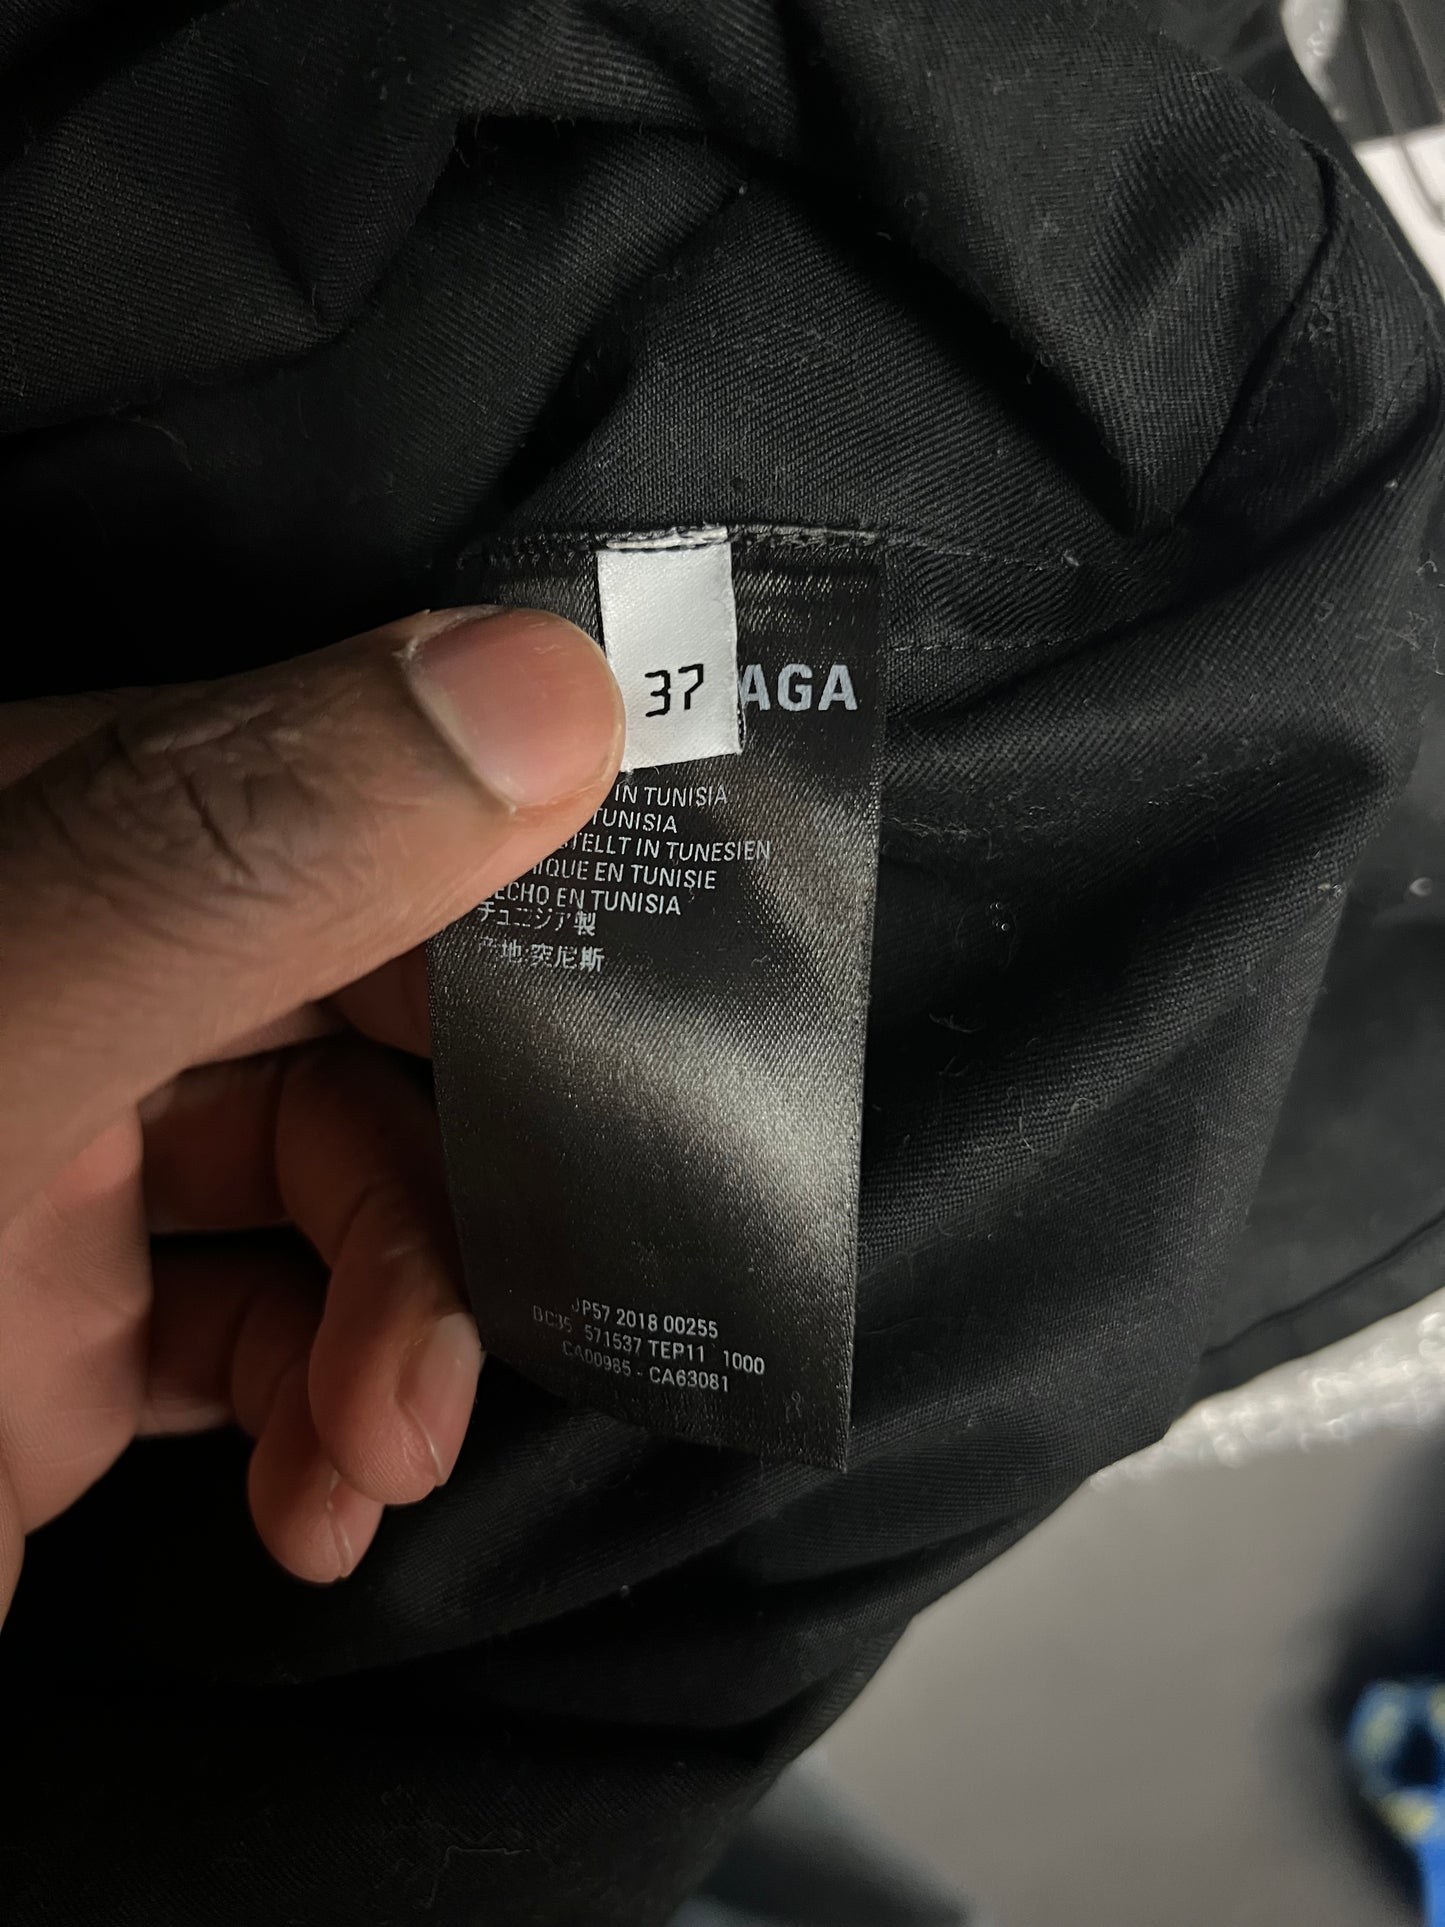 37
AGA
IN TUNISIA
TUNISIA
TELLT IN TUNESIEN
IQUE EN TUNISIE
ECHO EN TUNISIA
チュニジア製
产地:突尼斯
JP57 2018 00255
BC35 571537 TEP11 1000
CA00985 - CA63081